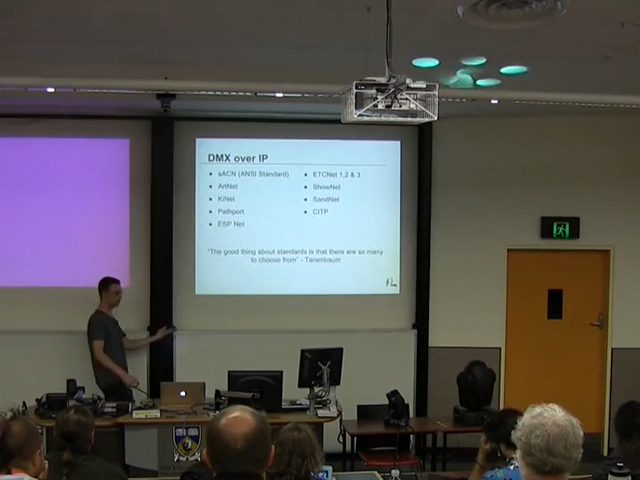 DMX over IP
sACN (ANSI Standard)
ArtNet
KiNet
Pathport
ESP Net
ETCNet 1,2 & 3
ShowNet
SandNet
CITP
"The good thing about standards is that there are so many
to choose from" - Tanenbaum